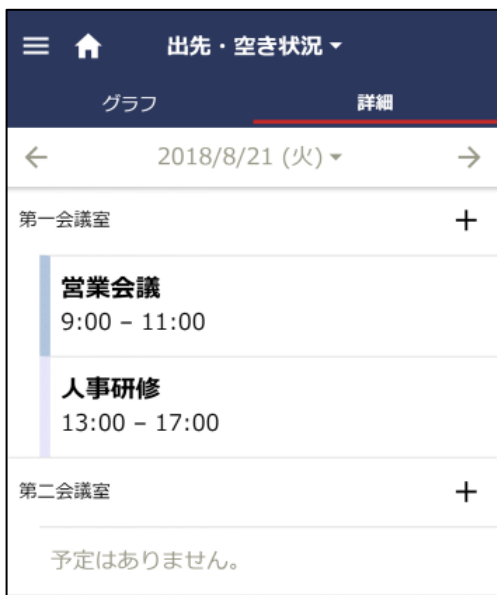 出先・空き状況
グラフ 詳細
2018/8/21 (火)
第一会議室
営業会議
9:00 – 11:00
人事研修
13:00 – 17:00
第二会議室
予定はありません。